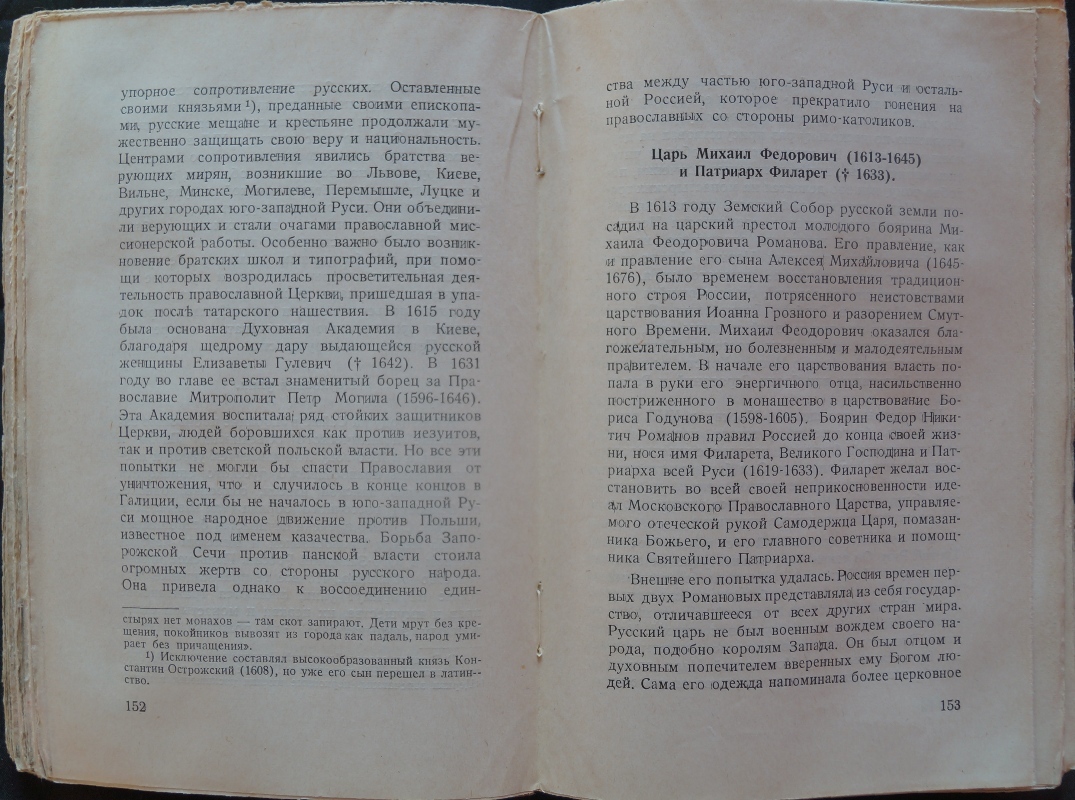 упорное сопротивление русских. Оставленные
своими князьями¹), преданные своими епископа-
ми, русские мещане и крестьяне продолжали му-
жественно защищать свою веру и национальность.
Центрами сопротивления явились братства ве-
рующих мирян, возникшие во Львове, Киеве,
Вильне, Минске, Могилеве, Перемышле, Луцке и
других городах юго-западной Руси. Они объедини-
ли верующих и стали очагами православной мис-
сионерской работы. Особенно важно было возник-
новение братских школ и типографий, при помо-
щи которых возродилась просветительная дея-
тельность православной Церкви, пришедшая в упа-
док послѣ татарского нашествия. В 1615 году
была основана Духовная Академия в Киеве,
благодаря щедрому дару выдающейся русской
женщины Елизаветы Гулевич († 1642). В 1631
году во главе ее встал знаменитый борец за Пра-
вославие Митрополит Петр Могила (1596-1646).
Эта Академия воспитала ряд стойких защитников
Церкви, людей боровшихся как против иезуитов,
так и против светской польской власти. Но все эти
попытки не могли бы спасти Православия от
уничтожения, что и случилось в конце концов в
Галиции, если бы не началось в юго-западной Ру-
си мощное народное движение против Польши,
известное под именем казачества. Борьба Запо-
рожской Сечи против панской власти стоила
огромных жертв со стороны русского народа.
Она привела однако к воссоединению един-
стырях нет монахов — там скот запирают. Дети мрут без кре-
щения, покойников вывозят из города как падаль, народ уми-
рает без причащения».
¹) Исключение составлял высокообразованный князь Кон-
стантин Острожский (1608), но уже его сын перешел в латин--
ство.
152
ства между частью юго-западной Руси и осталь-
ной Россией, которое прекратило гонения на
православных со стороны римо-католиков.
Царь Михаил Федорович (1613-1645)
и Патриарх Филарет († 1633).
В 1613 году Земский Собор русской земли по-
садил на царский престол молодого боярина Ми-
хаила Феодоровича Романова. Его правление, как
и правление его сына Алексея Михайловича (1645-
1676), было временем восстановления традицион-
ного строя России, потрясенного неистовствами
царствования Иоанна Грозного и разорением Смут-
ного Времени. Михаил Феодорович оказался бла-
гожелательным, но болезненным и малодеятельным
правителем. В начале его царствования власть по-
пала в руки его энергичного отца, насильственно
постриженного в монашество в царствование Бо-
риса Годунова (1598-1605). Боярин Федор Ники-
тич Романов правил Россией до конца своей жиз-
ни, нося имя Филарета, Великого Господина и Пат-
риарха всей Руси (1619-1633). Филарет желал вос-
становить во всей своей неприкосновенности иде-
ал Московского Православного Царства, управляе-
мого отеческой рукой Самодержца Царя, помазан-
ника Божьего, и его главного советника и помощ-
ника Святейшего Патриарха.
Внешне его попытка удалась. Россия времен пер-
вых двух Романовых представляла из себя государ-
ство, отличавшееся от всех других стран мира.
Русский царь не был военным вождем своего на-
рода, подобно королям Запада. Он был отцом и
духовным попечителем вверенных ему Богом лю-
дей. Сама его одежда напоминала более церковное
153